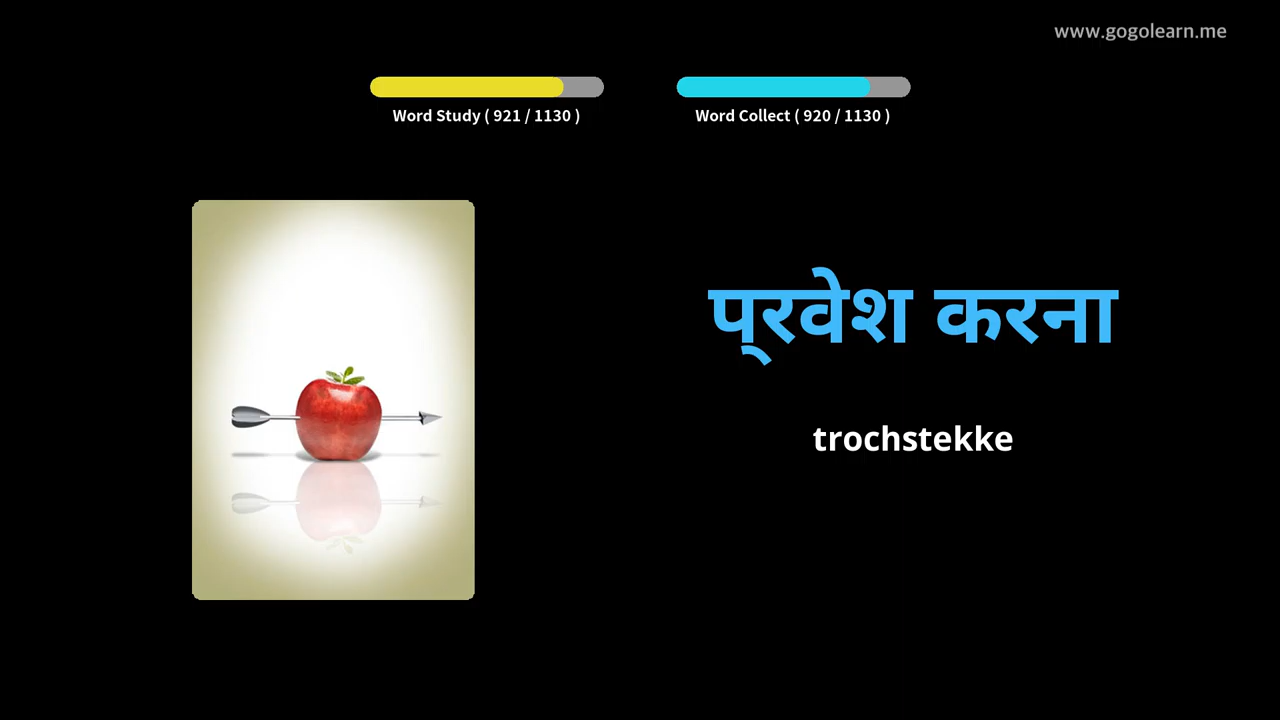 www.gogolearn.me
Word Study ( 921 / 1130 )
Word Collect ( 920 / 1130 )
प्रवेश करना
trochstekke